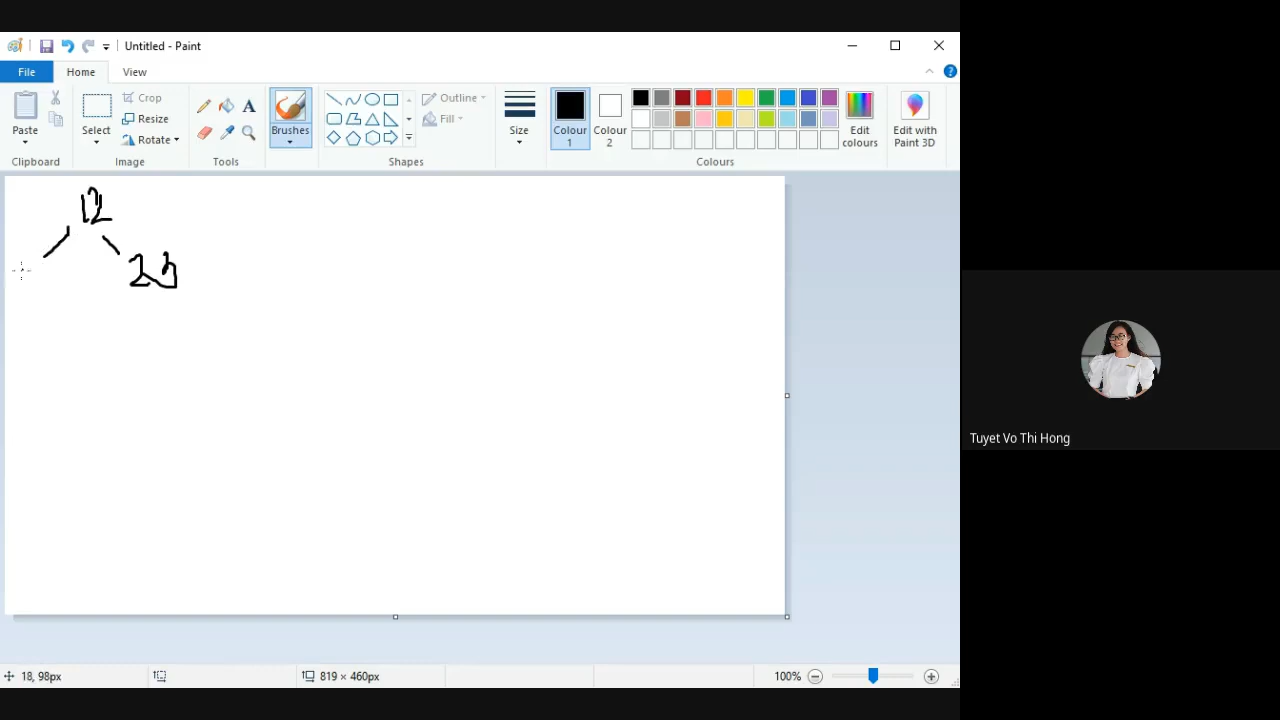 Untitled - Paint
File
Home
View
Paste
Clipboard
Select
Crop
Resize
Rotate
Image
Tools
Brushes
Shapes
Outline
Fill
Size
Colour 1
Colour 2
Edit colours
Edit with Paint 3D
Colours
12
Tuyet Vo Thi Hong
18, 98px
819 × 460px
100%